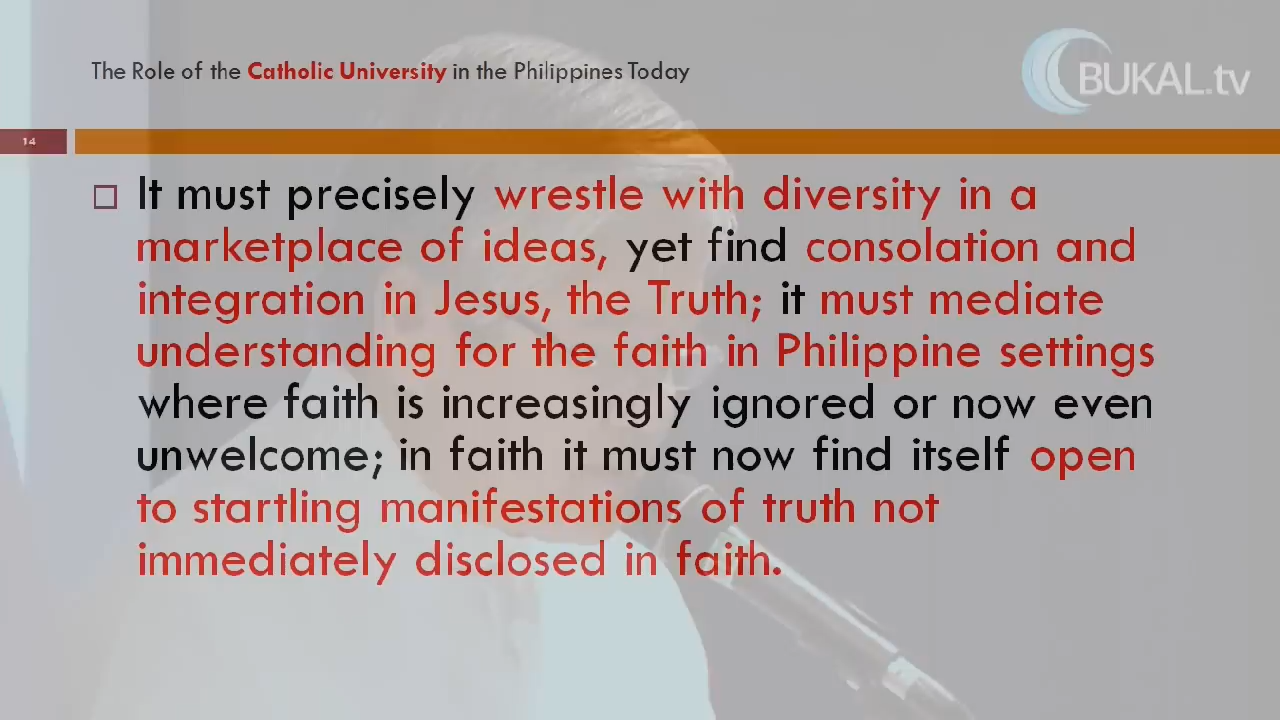 The Role of the Catholic University in the Philippines Today
BUKAL.tv
14
It must precisely wrestle with diversity in a
marketplace of ideas, yet find consolation and
integration in Jesus, the Truth; it must mediate
understanding for the faith in Philippine settings
where faith is increasingly ignored or now even
unwelcome; in faith it must now find itself open
to startling manifestations of truth not
immediately disclosed in faith.